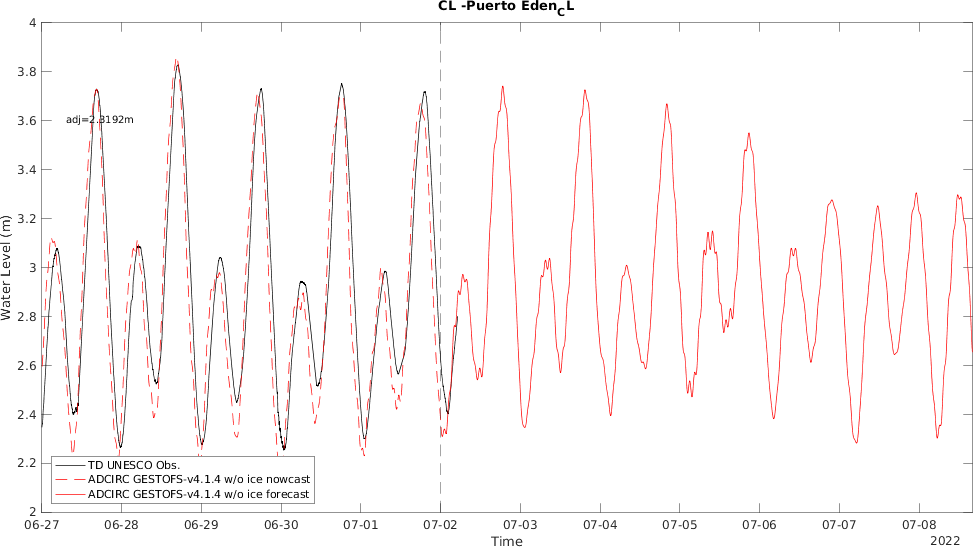 CL -Puerto Eden_CL
4
3.8
3.6
3.4
3.2
3
2.8
2.6
2.4
2.2
2
Water Level (m)
adj=2.3192m
TD UNESCO Obs.
ADCIRC GESTOFS-v4.1.4 w/o ice nowcast
ADCIRC GESTOFS-v4.1.4 w/o ice forecast
06-27 06-28 06-29 06-30 07-01 07-02 07-03 07-04 07-05 07-06 07-07 07-08
Time
2022